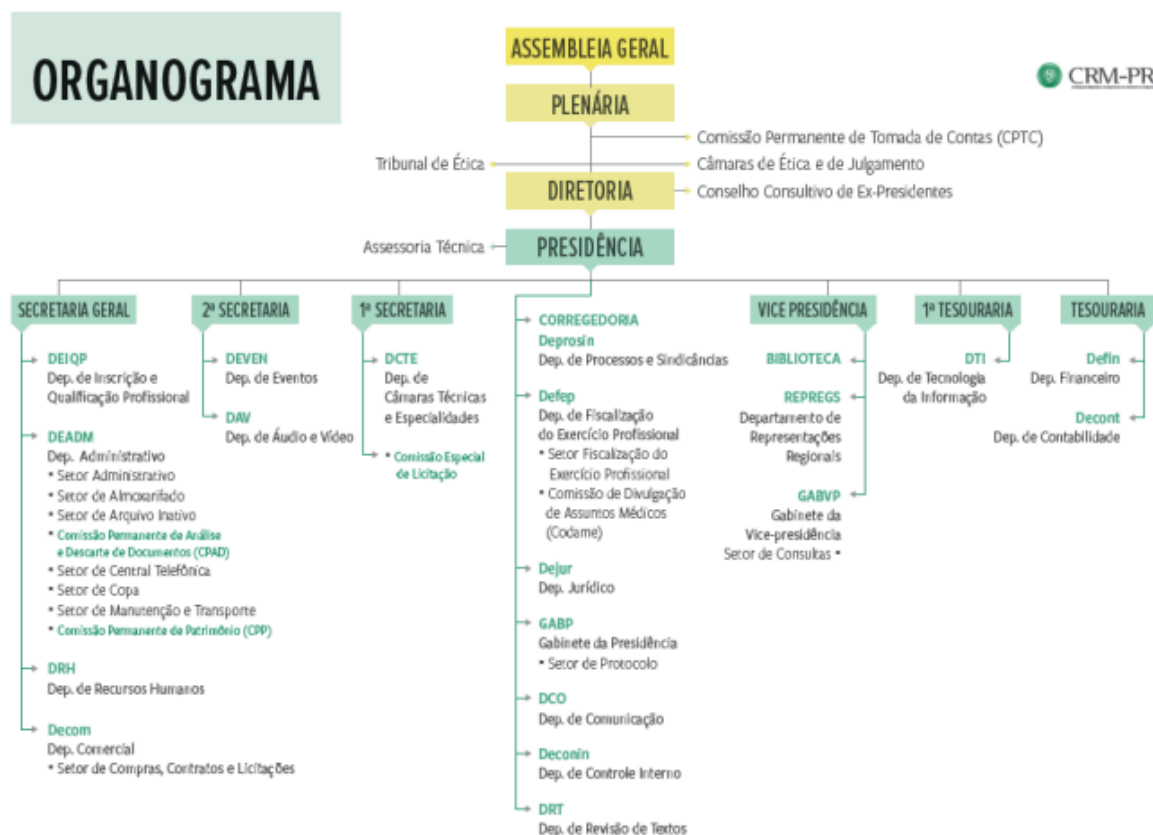 ORGANOGRAMA
CRM-PR
ASSEMBLEIA GERAL
PLENÁRIA
Comissão Permanente de Tomada de Contas (CPTC)
Tribunal de Ética
Câmaras de Ética e de Julgamento
DIRETORIA
Conselho Consultivo de Ex-Presidentes
Assessoria Técnica
PRESIDÊNCIA
SECRETARIA GERAL
DEIQP
Dep. de Inscrição e
Qualificação Profissional
DEADM
Dep. Administrativo
• Setor Administrativo
• Setor de Almoxarifado
• Setor de Arquivo Inativo
• Comissão Permanente de Análise
e Descarte de Documentos (CPAD)
• Setor de Central Telefônica
• Setor de Copa
• Setor de Manutenção e Transporte
• Comissão Permanente de Patrimônio (CPP)
DRH
Dep. de Recursos Humanos
Decom
Dep. Comercial
• Setor de Compras, Contratos e Licitações
2ª SECRETARIA
DEVEN
Dep. de Eventos
DAV
Dep. de Áudio e Vídeo
1ª SECRETARIA
DCTE
Dep. de
Câmaras Técnicas
e Especialidades
• Comissão Especial
de Licitação
CORREGEDORIA
Deprosin
Dep. de Processos e Sindicâncias
Defep
Dep. de Fiscalização
do Exercício Profissional
• Setor Fiscalização do
Exercício Profissional
• Comissão de Divulgação
de Assuntos Médicos
(Codame)
Dejur
Dep. Jurídico
GABP
Gabinete da Presidência
• Setor de Protocolo
DCO
Dep. de Comunicação
Deconin
Dep. de Controle Interno
DRT
Dep. de Revisão de Textos
VICE PRESIDÊNCIA
BIBLIOTECA
REPREGS
Departamento de
Representações
Regionais
GABVP
Gabinete da
Vice-presidência
Setor de Consultas •
1ª TESOURARIA
DTI
Dep. de Tecnologia
da Informação
TESOURARIA
Defin
Dep. Financeiro
Decont
Dep. de Contabilidade